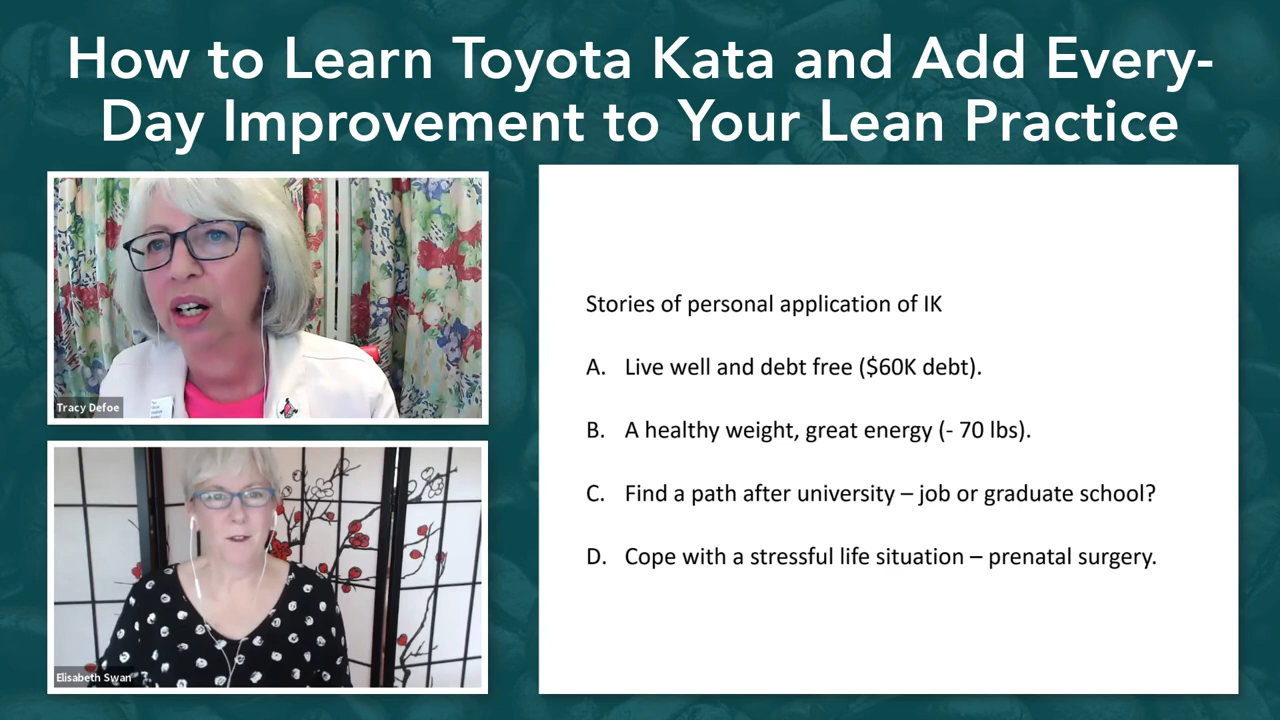 How to Learn Toyota Kata and Add Every-
Day Improvement to Your Lean Practice
Tracy Defoe
Elisabeth Swan
Stories of personal application of IK
A. Live well and debt free ($60K debt).
B. A healthy weight, great energy (- 70 lbs).
C. Find a path after university – job or graduate school?
D. Cope with a stressful life situation – prenatal surgery.